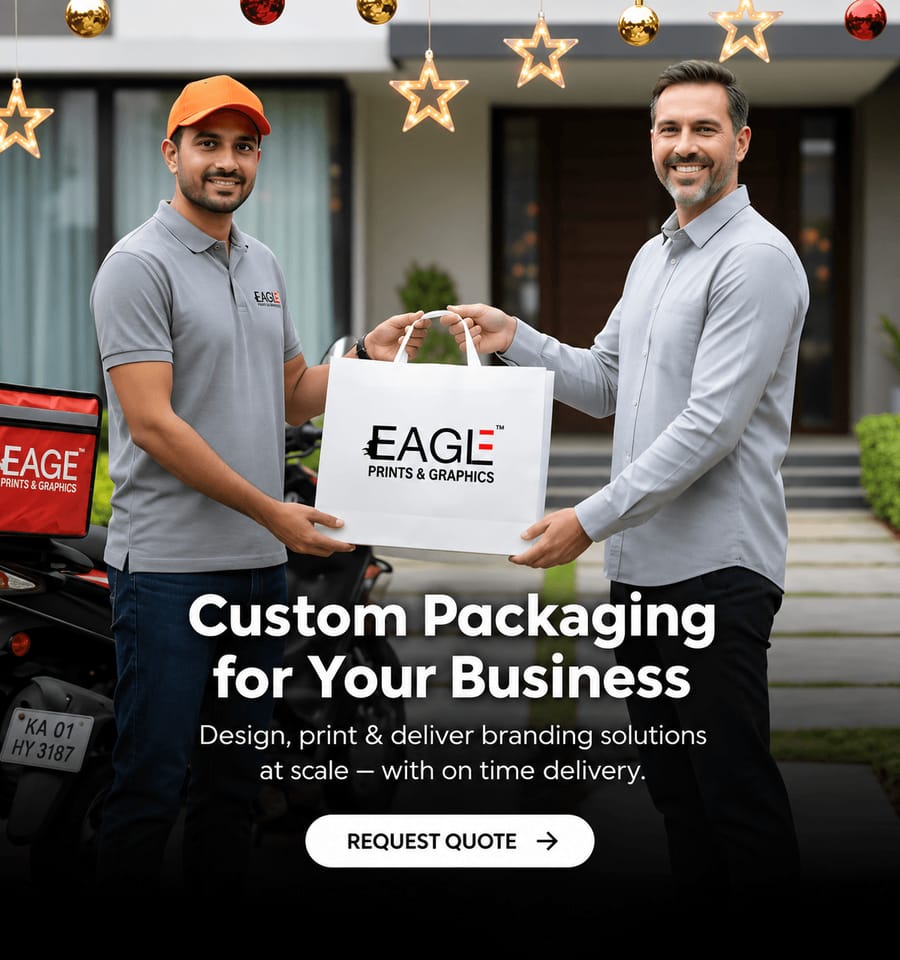 EAGLE
PRINTS & GRAPHICS
EAGLE™
PRINTS & GRAPHICS
EAGLE™
PRINTS & GRAPHICS
Custom Packaging
for Your Business
Design, print & deliver branding solutions
at scale – with on time delivery.
KA 01
HY 3187
REQUEST QUOTE →